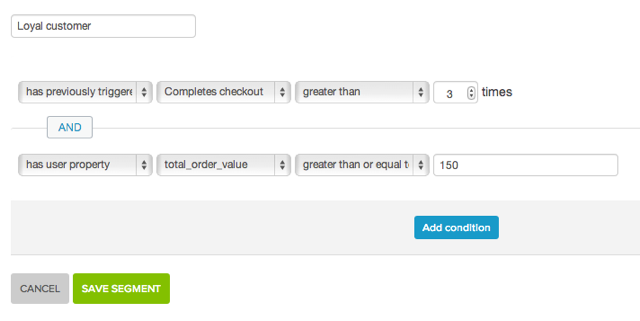 Loyal customer
has previously triggere Completes checkout greater than 3 times
AND
has user property total_order_value greater than or equal t 150
Add condition
CANCEL SAVE SEGMENT